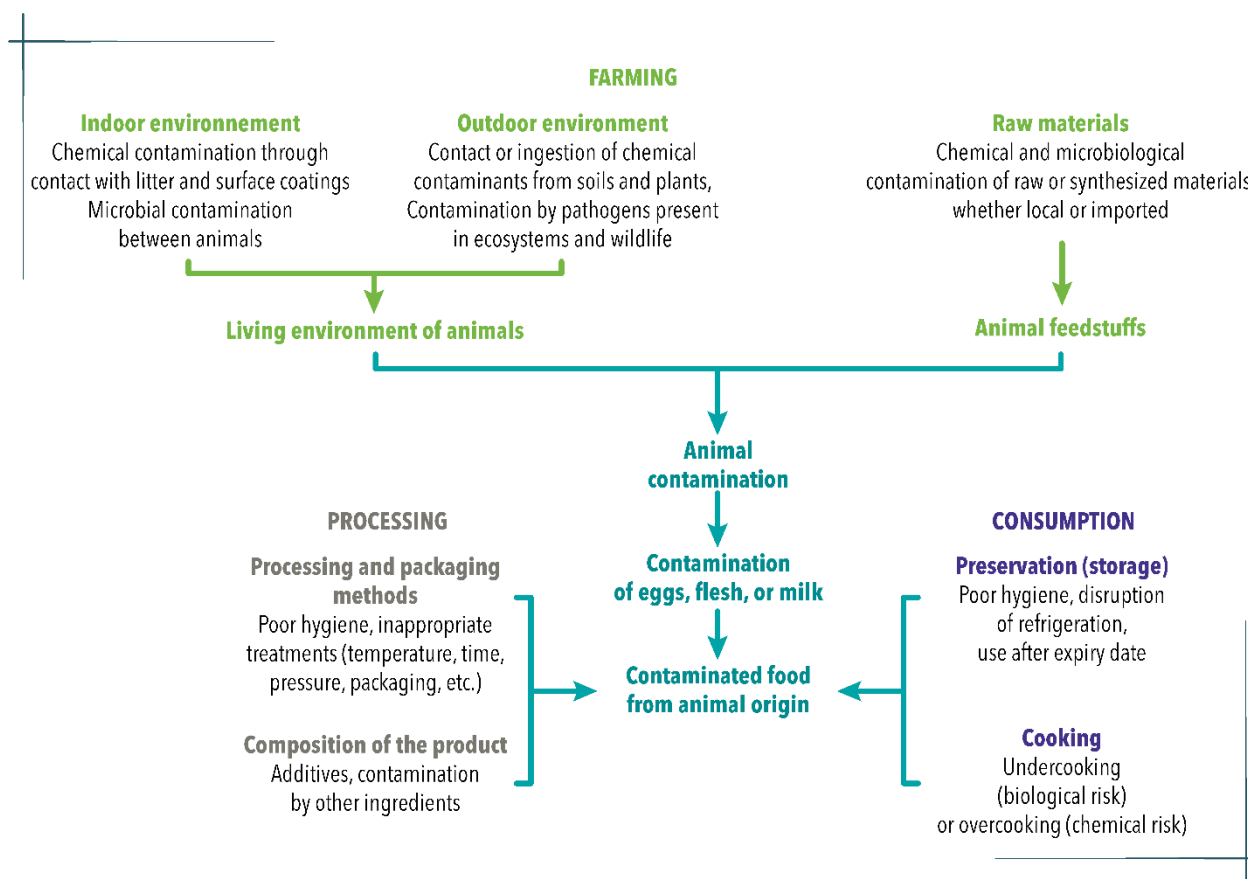 FARMING
Indoor environnement
Chemical contamination through
contact with litter and surface coatings
Microbial contamination
between animals
Outdoor environment
Contact or ingestion of chemical
contaminants from soils and plants,
Contamination by pathogens present
in ecosystems and wildlife
Raw materials
Chemical and microbiological
contamination of raw or synthesized materials
whether local or imported
Living environment of animals
Animal feedstuffs
Animal
contamination
Contamination
of eggs, flesh, or milk
Contaminated food
from animal origin
PROCESSING
Processing and packaging
methods
Poor hygiene, inappropriate
treatments (temperature, time,
pressure, packaging, etc.)
Composition of the product
Additives, contamination
by other ingredients
CONSUMPTION
Preservation (storage)
Poor hygiene, disruption
of refrigeration,
use after expiry date
Cooking
Undercooking
(biological risk)
or overcooking (chemical risk)